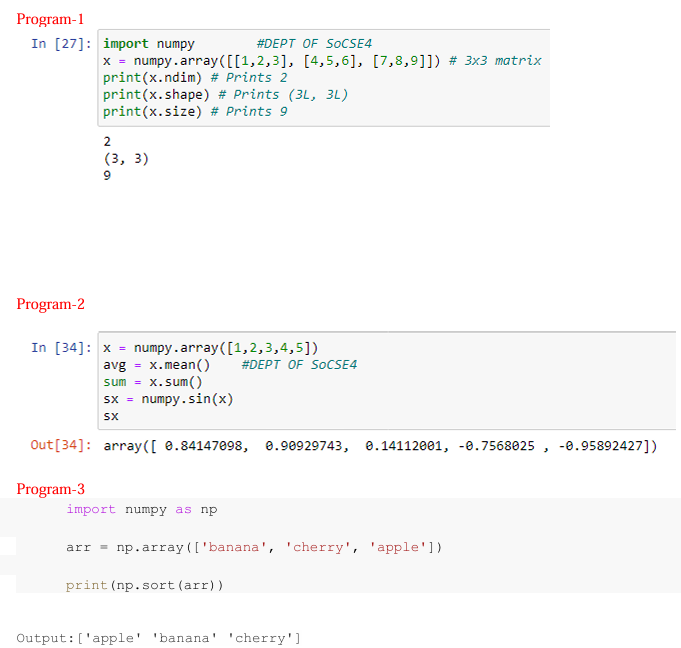 Program-1
In [27]: import numpy #DEPT OF SoCSE4
x = numpy.array([[1,2,3], [4,5,6], [7,8,9]]) # 3x3 matrix
print(x.ndim) # Prints 2
print(x.shape) # Prints (3L, 3L)
print(x.size) # Prints 9
2
(3, 3)
9
Program-2
In [34]: x = numpy.array([1,2,3,4,5])
avg = x.mean() #DEPT OF SoCSE4
sum = x.sum()
sx = numpy.sin(x)
sx
Out[34]: array([ 0.84147098, 0.90929743, 0.14112001, -0.7568025 , -0.95892427])
Program-3
import numpy as np
arr = np.array(['banana', 'cherry', 'apple'])
print(np.sort(arr))
Output:['apple' 'banana' 'cherry']